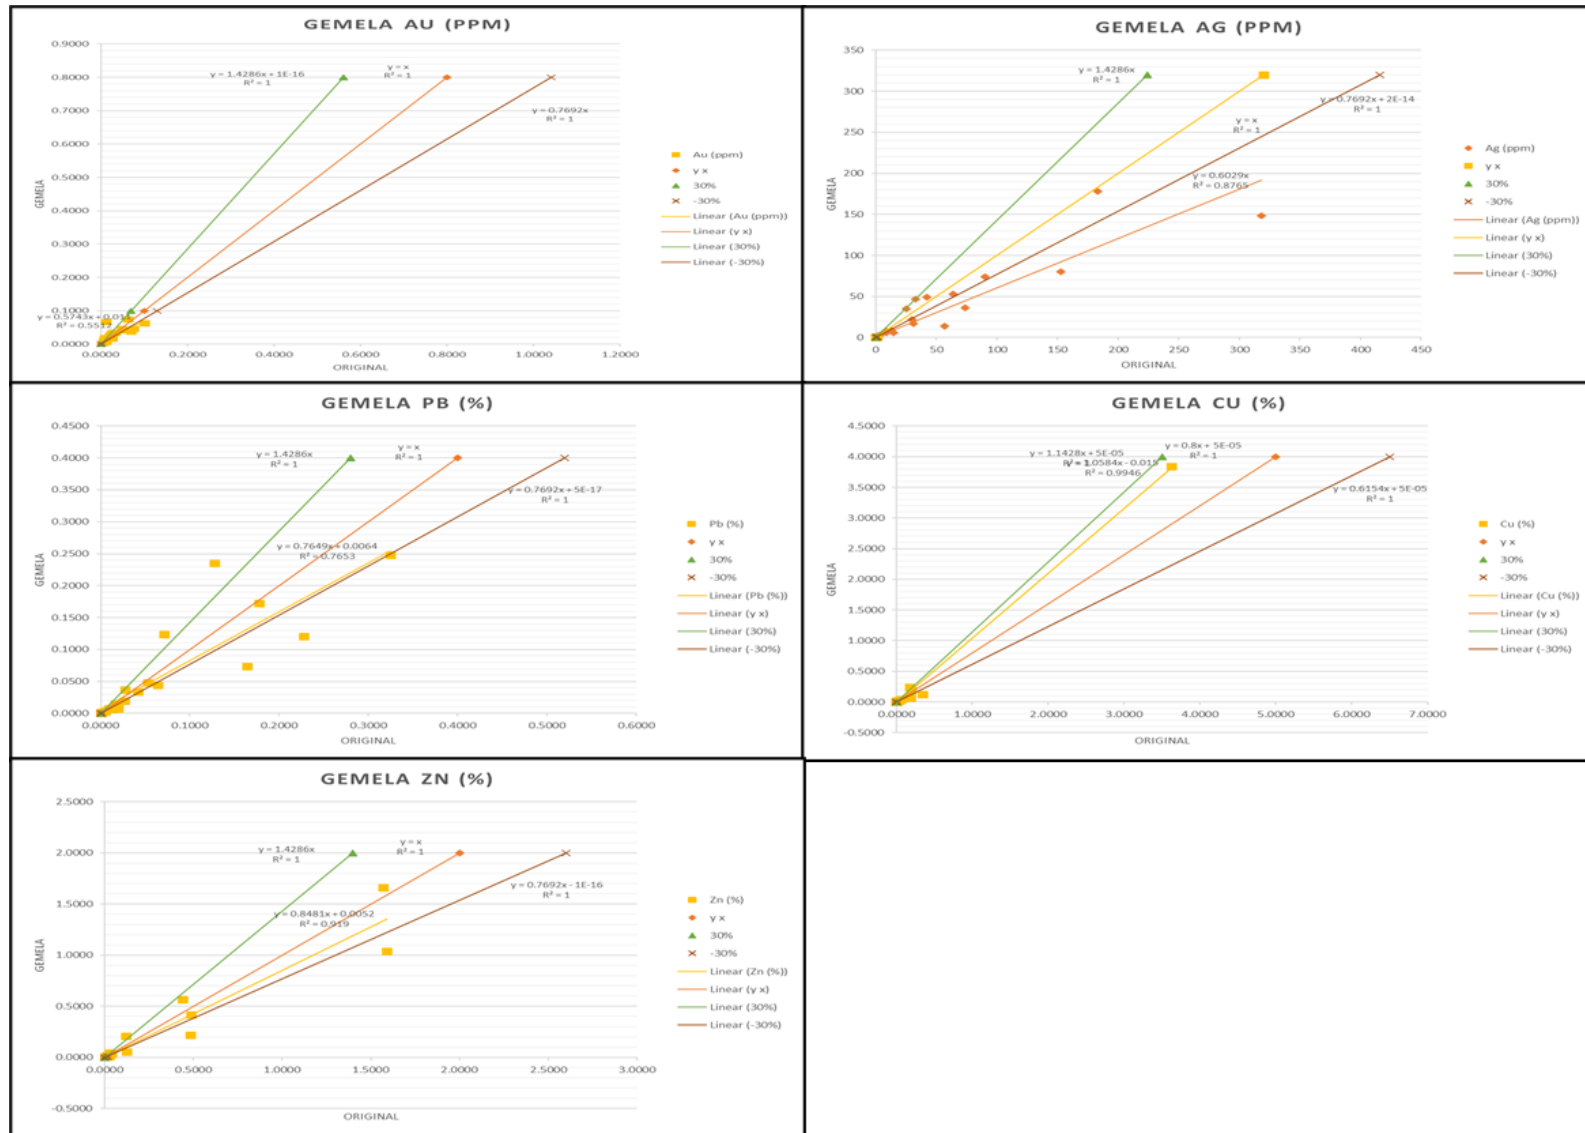 GEMELA AU (PPM)
0.9000
0.8000
0.7000
0.6000
0.5000
0.4000
0.3000
0.2000
0.1000
0.0000
0.0000
0.2000
0.4000
0.6000
0.8000
1.0000
1.2000
GEMELA
ORIGINAL
y = 1.4286x + 1E-16
R² = 1
y = x
R² = 1
y = 0.7692x
R² = 1
R² = 0.5517
Au (ppm)
y x
30%
-30%
Linear (Au (ppm))
Linear (y x)
Linear (30%)
Linear (-30%)
GEMELA AG (PPM)
350
300
250
200
150
100
50
0
0
50
100
150
200
250
300
350
400
450
GEMELA
ORIGINAL
y = 1.4286x
R² = 1
y = 0.7692x + 2E-14
R² = 1
y = x
R² = 1
y = 0.6029x
R² = 0.8765
Ag (ppm)
y x
30%
-30%
Linear (Ag (ppm))
Linear (y x)
Linear (30%)
Linear (-30%)
GEMELA PB (%)
0.4500
0.4000
0.3500
0.3000
0.2500
0.2000
0.1500
0.1000
0.0500
0.0000
0.0000
0.1000
0.2000
0.3000
0.4000
0.5000
0.6000
GEMELA
ORIGINAL
y = 1.4286x
R² = 1
y = x
R² = 1
y = 0.7692x + 5E-17
R² = 1
y = 0.7649x + 0.0064
R² = 0.7653
Pb (%)
y x
30%
-30%
Linear (Pb (%))
Linear (y x)
Linear (30%)
Linear (-30%)
GEMELA CU (%)
4.5000
4.0000
3.5000
3.0000
2.5000
2.0000
1.5000
1.0000
0.5000
0.0000
-0.5000
0.0000
1.0000
2.0000
3.0000
4.0000
5.0000
6.0000
7.0000
GEMELA
ORIGINAL
y = 1.1428x + 5E-05
y = 0.8x + 5E-05
R² = 1
R² = 0.9946
y = 0.6154x + 5E-05
R² = 1
Cu (%)
y x
30%
-30%
Linear (Cu (%))
Linear (y x)
Linear (30%)
Linear (-30%)
GEMELA ZN (%)
2.5000
2.0000
1.5000
1.0000
0.5000
0.0000
-0.5000
0.0000
0.5000
1.0000
1.5000
2.0000
2.5000
3.0000
GEMELA
ORIGINAL
y = 1.4286x
R² = 1
y = x
R² = 1
y = 0.7692x - 1E-16
R² = 1
y = 0.8481x + 0.0052
R² = 0.919
Zn (%)
y x
30%
-30%
Linear (Zn (%))
Linear (y x)
Linear (30%)
Linear (-30%)